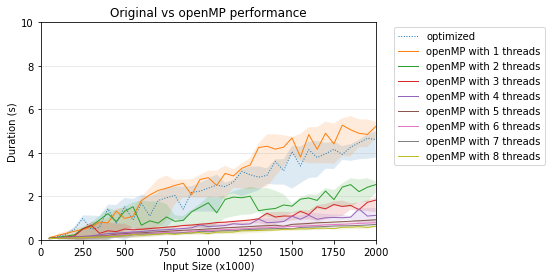 Original vs openMP performance
10
8
6
4
2
0
Duration (s)
0 250 500 750 1000 1250 1500 1750 2000
Input Size (x1000)
optimized
openMP with 1 threads
openMP with 2 threads
openMP with 3 threads
openMP with 4 threads
openMP with 5 threads
openMP with 6 threads
openMP with 7 threads
openMP with 8 threads